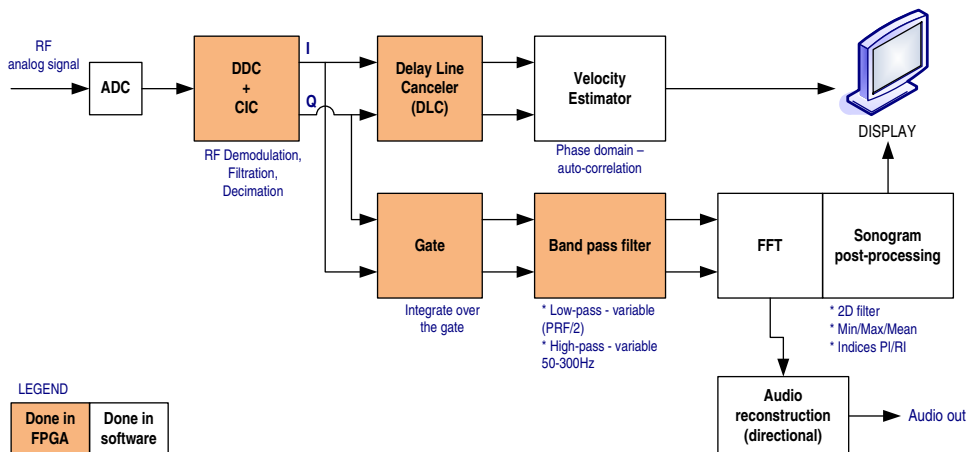 RF
analog signal
ADC
DDC
+
CIC
I
Q
RF Demodulation,
Filtration,
Decimation
Delay Line
Canceler
(DLC)
Velocity
Estimator
Phase domain –
auto-correlation
DISPLAY
Gate
Integrate over
the gate
Band pass filter
* Low-pass - variable
(PRF/2)
* High-pass - variable
50-300Hz
FFT
Sonogram
post-processing
* 2D filter
* Min/Max/Mean
* Indices PI/RI
Audio
reconstruction
(directional)
Audio out
LEGEND
Done in
FPGA
Done in
software